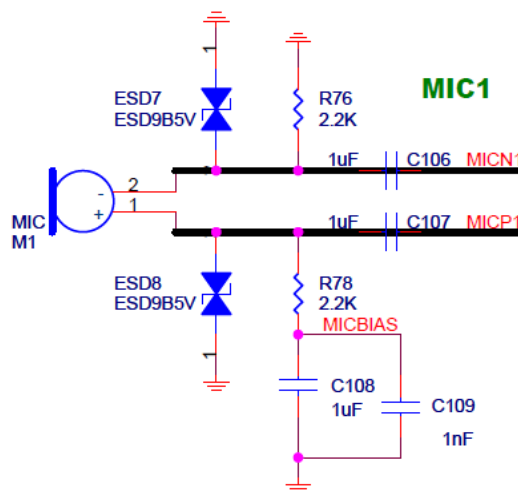 1
ESD7
ESD9B5V
R76
2.2K
MIC1
1uF
C106
MICN1
2
-
+
1
MIC
M1
1uF
C107
MICP1
ESD8
ESD9B5V
R78
2.2K
MICBIAS
1
C108
1uF
C109
1nF